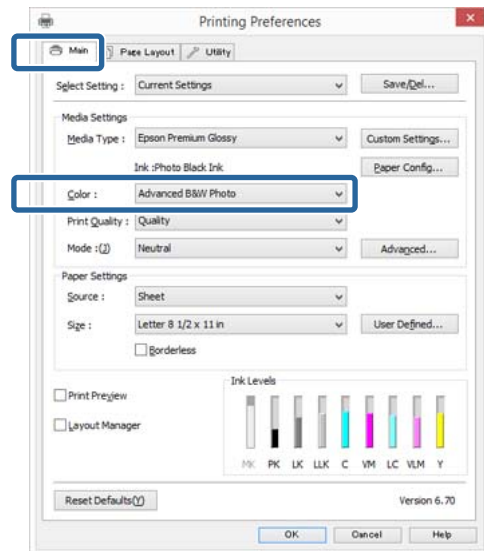 Printing Preferences
Main Page Layout Utility
Select Setting : Current Settings Save/Del...
Media Settings
Media Type : Epson Premium Glossy Custom Settings...
Ink :Photo Black Ink Paper Config...
Color : Advanced B&W Photo
Print Quality : Quality
Mode :(J) Neutral Advanced...
Paper Settings
Source : Sheet
Size : Letter 8 1/2 x 11 in User Defined...
Borderless
Ink Levels
Print Preview
Layout Manager
MK PK LK LLK C VM LC VLM Y
Reset Defaults(Y) Version 6.70
OK Cancel Help